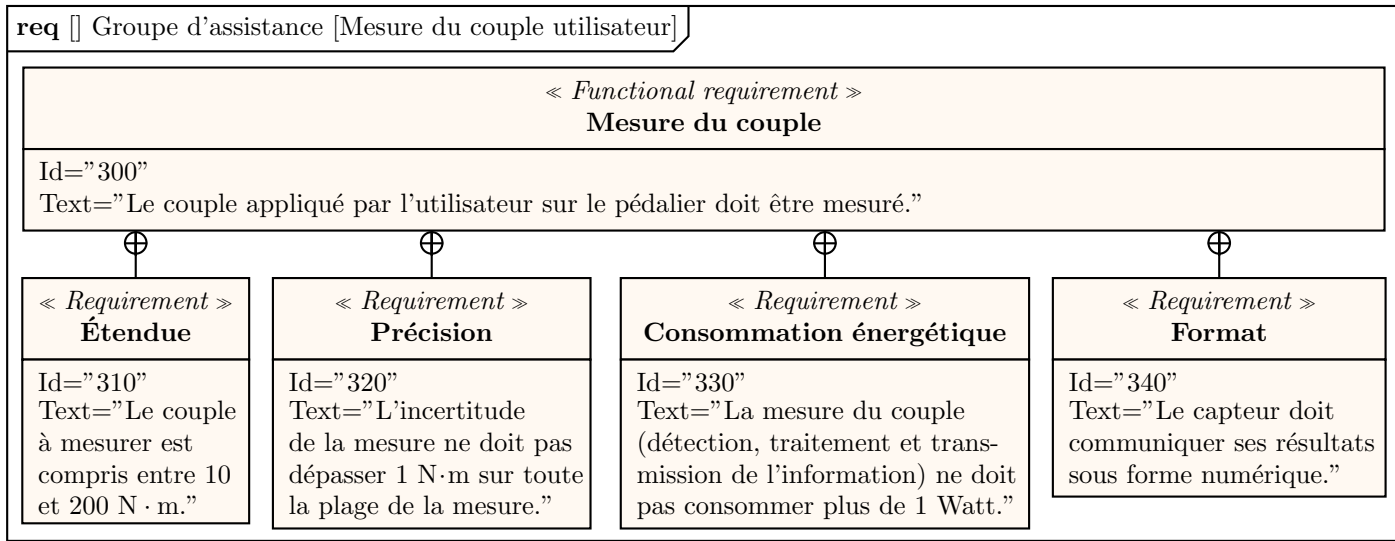 req [] Groupe d'assistance [Mesure du couple utilisateur]
≪ Functional requirement ≫
Mesure du couple
Id=”300”
Text=”Le couple appliqué par l'utilisateur sur le pédalier doit être mesuré.”
≪ Requirement ≫
Étendue
Id=”310”
Text=”Le couple
à mesurer est
compris entre 10
et 200 N · m.”
≪ Requirement ≫
Précision
Id=”320”
Text=”L'incertitude
de la mesure ne doit pas
dépasser 1 N·m sur toute
la plage de la mesure.”
≪ Requirement ≫
Consommation énergétique
Id=”330”
Text=”La mesure du couple
(détection, traitement et trans-
mission de l'information) ne doit
pas consommer plus de 1 Watt.”
≪ Requirement ≫
Format
Id=”340”
Text=”Le capteur doit
communiquer ses résultats
sous forme numérique.”